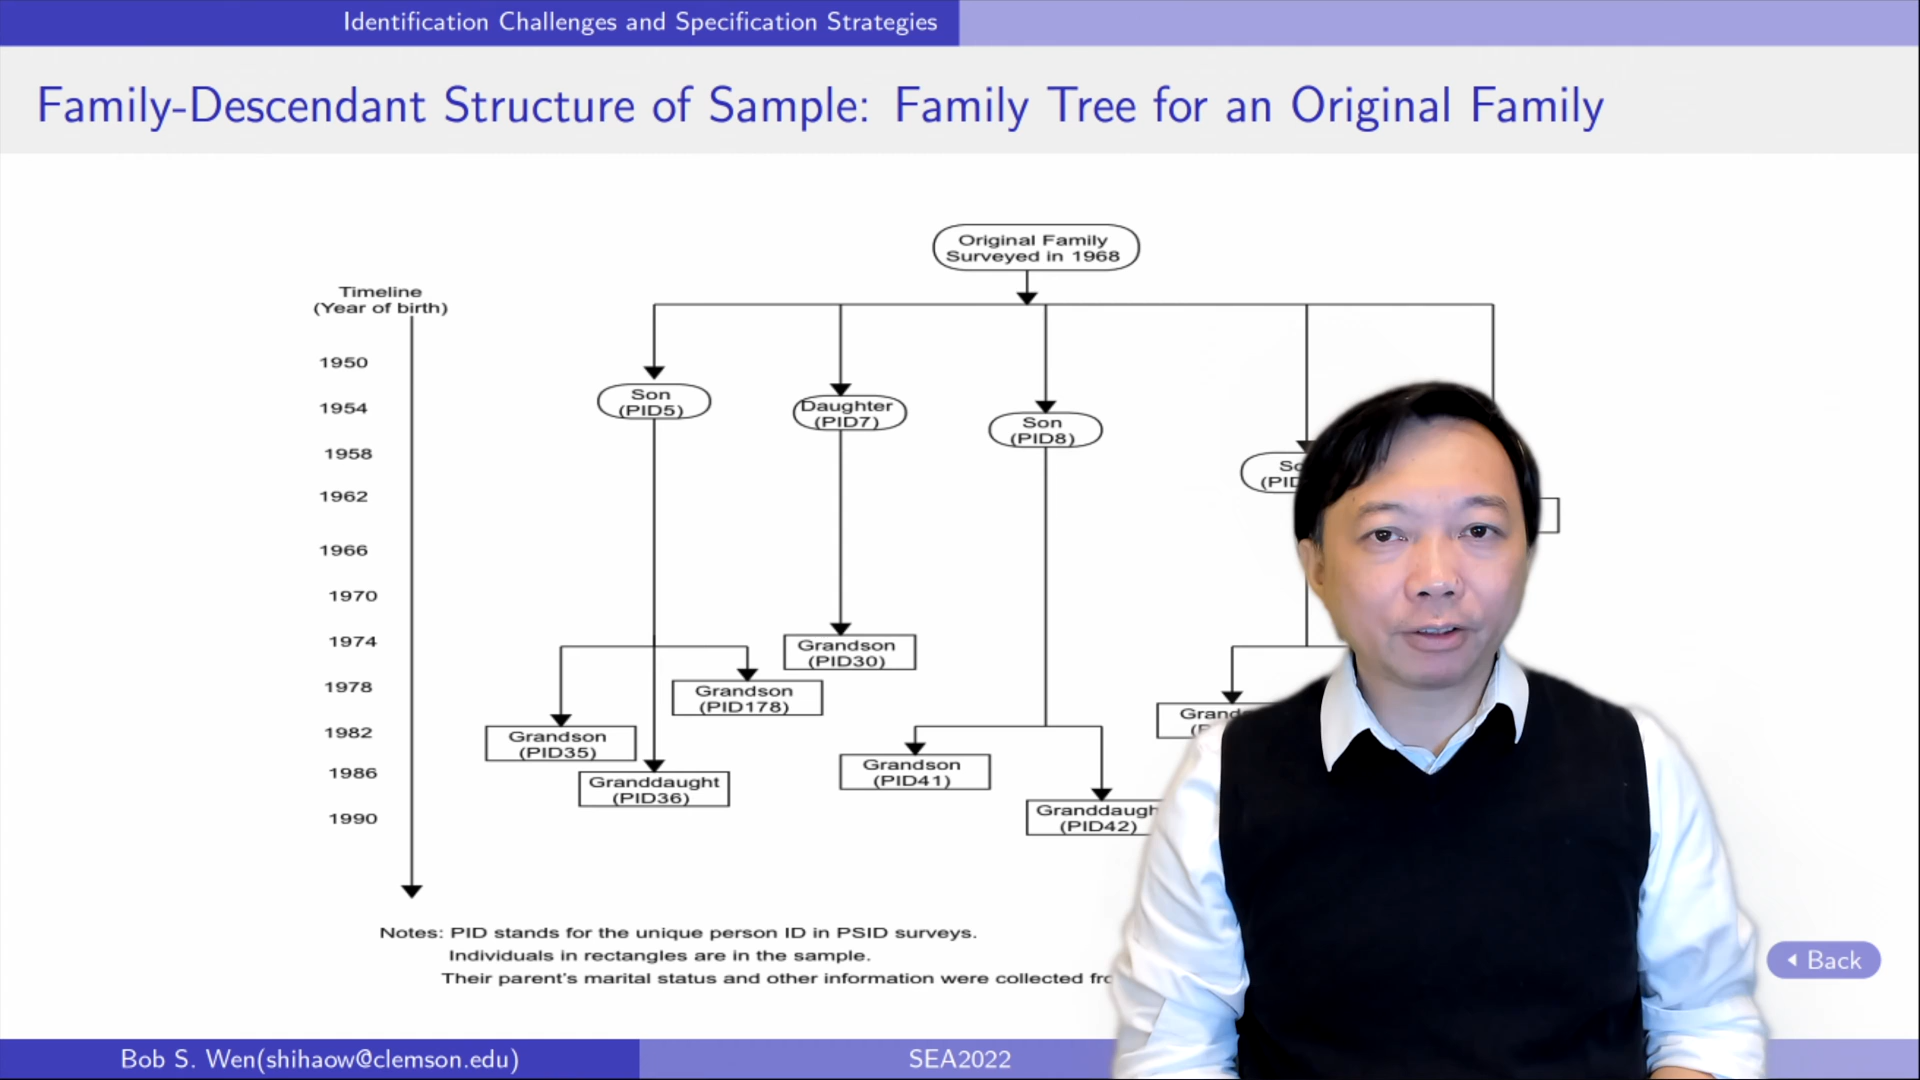 Identification Challenges and Specification Strategies
Family-Descendant Structure of Sample: Family Tree for an Original Family
Original Family
Surveyed in 1968
Timeline
(Year of birth)
1950
1954
1958
1962
1966
1970
1974
1978
1982
1986
1990
Son
(PID5)
Daughter
(PID7)
Son
(PID8)
Grandson
(PID30)
Grandson
(PID178)
Grandson
(PID35)
Granddaught
(PID36)
Grandson
(PID41)
(PID42)
Notes: PID stands for the unique person ID in PSID surveys.
Individuals in rectangles are in the sample.
Their parent's marital status and other information were collected
Back
Bob S. Wen(shihaow@clemson.edu)
SEA2022